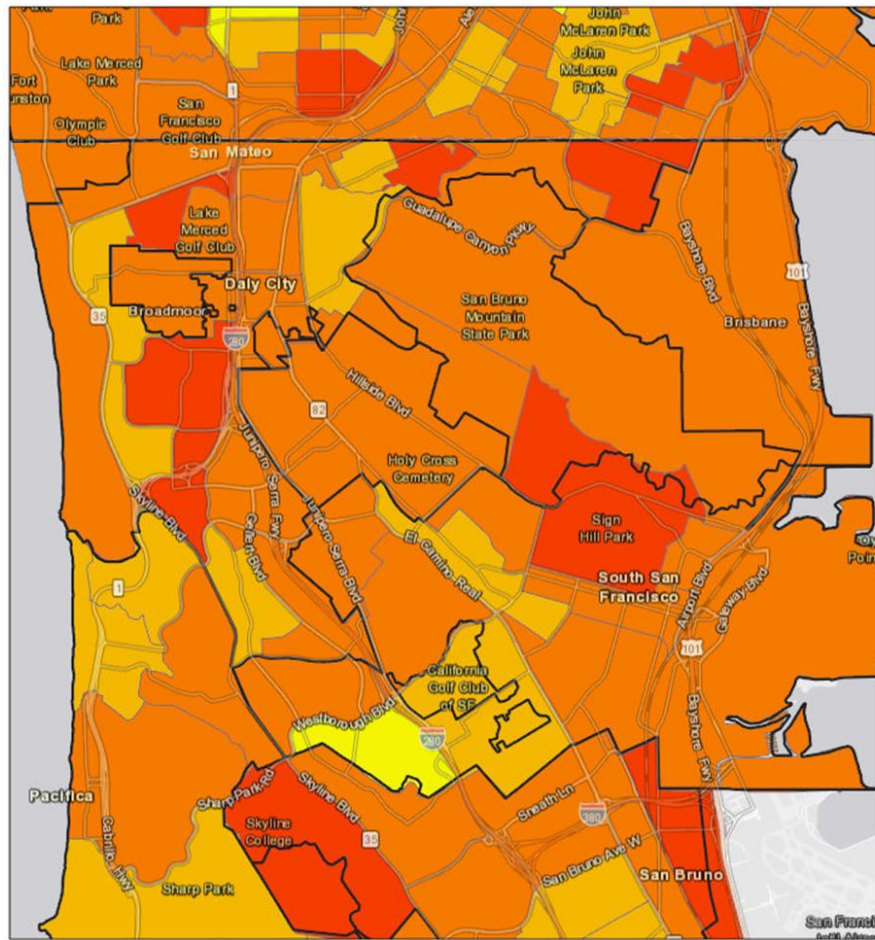 Park
John
McLaren Park
John
McLaren
Park
Lake Merced
Park
Fort
unston
1
San
Francisco
Golf Club
Olympic
Club
San Mateo
Lake
Merced
Golf Club
Guadalupe Canyon Pkwy
Bayshore Blvd
101
Bayshore Fwy
Daly City
Broadmoor
35
San Bruno
Mountain
State Park
Brisbane
280
82
Hillside Blvd
Junipero Serra Fwy
Holy Cross
Cemetery
Skyline Blvd
Gellert Blvd
Junipero Serra Blvd
El Camino Real
Sign
Hill Park
South San
Francisco
Airport Blvd
Gateway Blvd
Poin
1
101
California
Golf Club
of SF
Westborough Blvd
280
Bayshore Fwy
Pacifica
Sharp Park Rd
Skyline Blvd
Sneath Ln
380
Cabrillo Hwy
Skyline
College
35
San Bruno Ave W
San Bruno
Sharp Park
San Franci